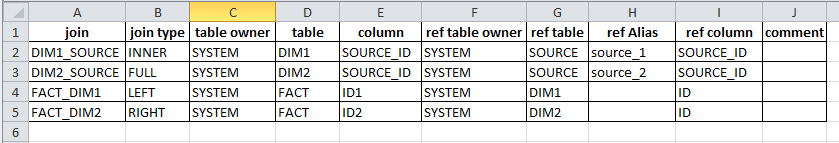 A B C D E F G H I J
1 join join type table owner table column ref table owner ref table ref Alias ref column comment
2 DIM1_SOURCE INNER SYSTEM DIM1 SOURCE_ID SYSTEM SOURCE source_1 SOURCE_ID
3 DIM2_SOURCE FULL SYSTEM DIM2 SOURCE_ID SYSTEM SOURCE source_2 SOURCE_ID
4 FACT_DIM1 LEFT SYSTEM FACT ID1 SYSTEM DIM1 ID
5 FACT_DIM2 RIGHT SYSTEM FACT ID2 SYSTEM DIM2 ID
6